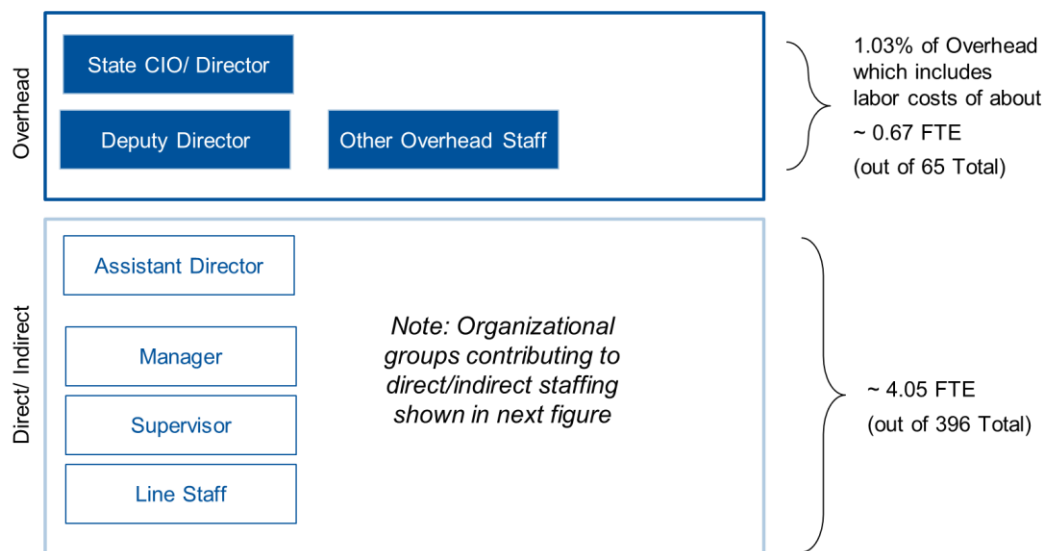 Overhead
State CIO/ Director
Deputy Director
Other Overhead Staff
1.03% of Overhead
which includes
labor costs of about
~ 0.67 FTE
(out of 65 Total)
Direct/ Indirect
Assistant Director
Manager
Supervisor
Line Staff
Note: Organizational
groups contributing to
direct/indirect staffing
shown in next figure
~ 4.05 FTE
(out of 396 Total)